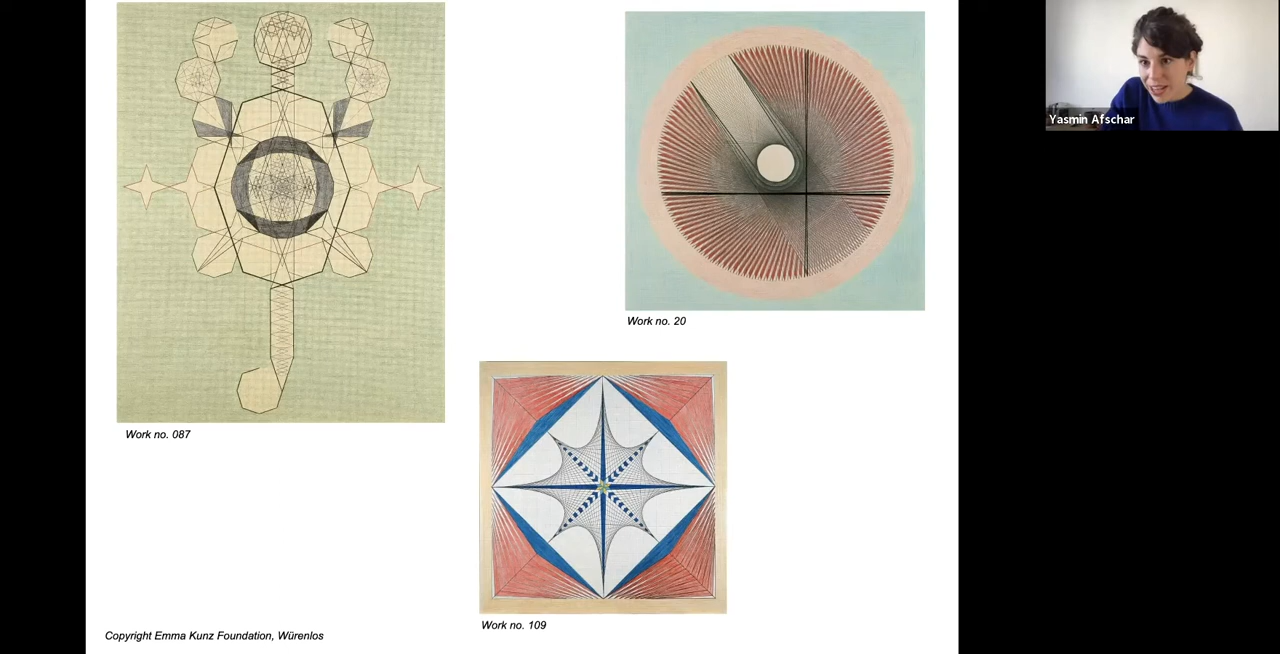 Yasmin Afschar
Work no. 20
Work no. 087
Work no. 109
Copyright Emma Kunz Foundation, Würenlos